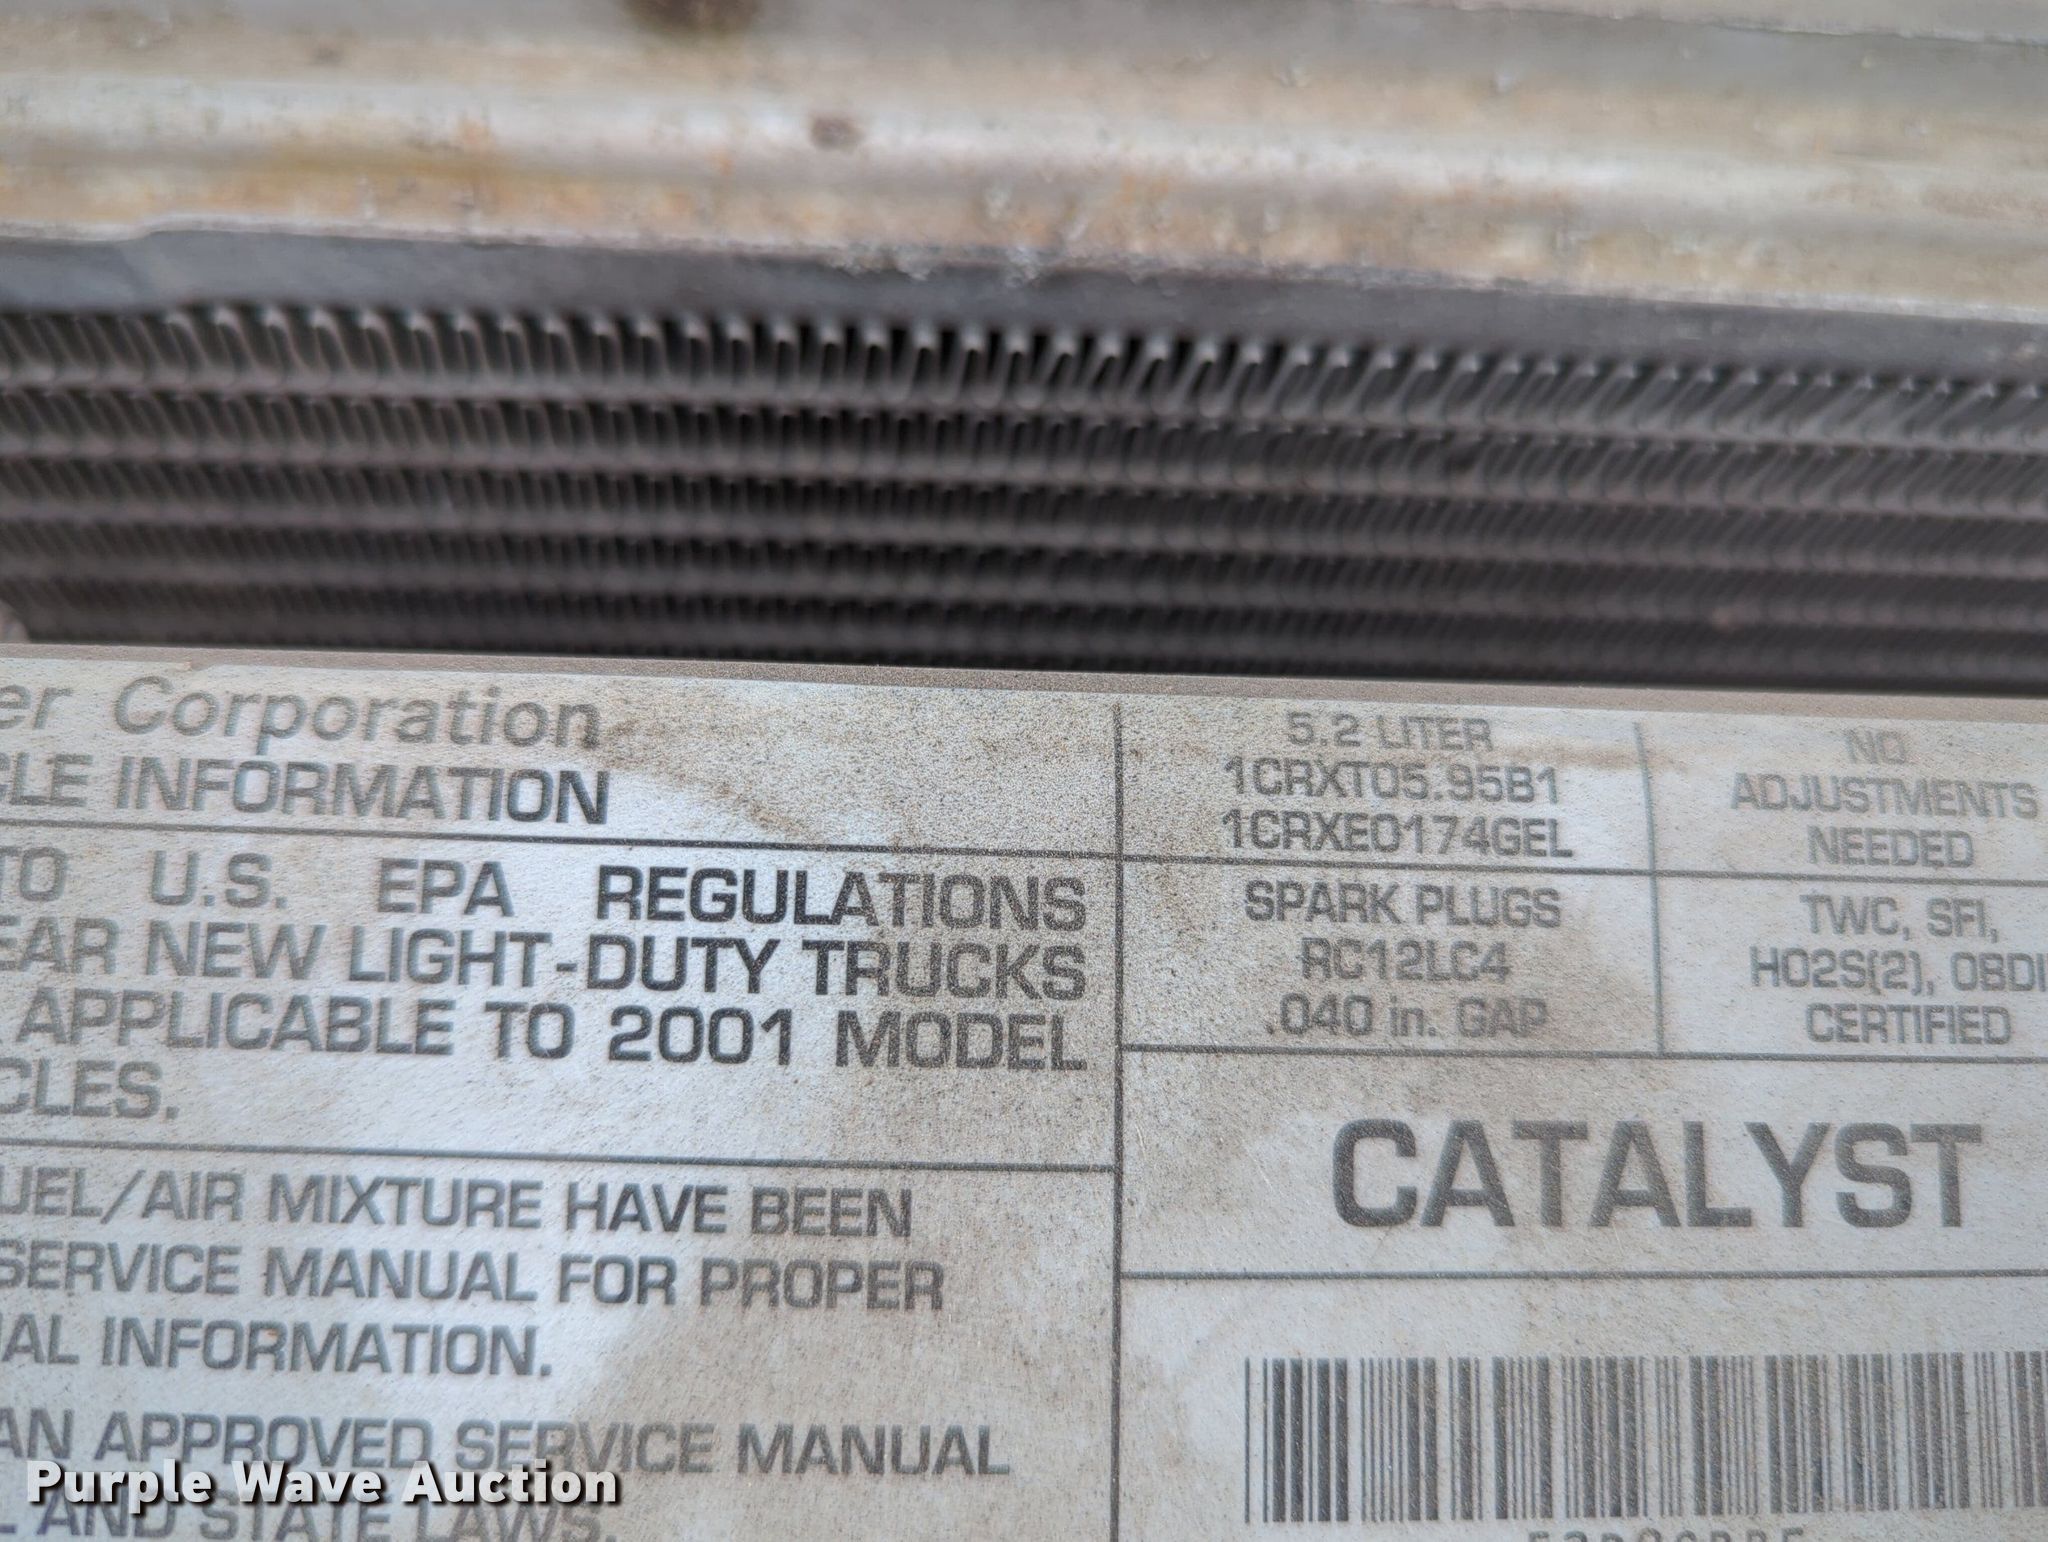 er Corporation
CLE INFORMATION
TO U.S. EPA REGULATIONS
EAR NEW LIGHT-DUTY TRUCKS
APPLICABLE TO 2001 MODEL
CLES.
UEL/AIR MIXTURE HAVE BEEN
SERVICE MANUAL FOR PROPER
AL INFORMATION.
AN APPROVED SERVICE MANUAL
L AND STATE LAWS.
5.2 LITER
1CRXT05.95B1
1CRXE0174GEL
NO
ADJUSTMENTS
NEEDED
SPARK PLUGS
RC12LC4
.040 in. GAP
TWC, SFI,
HO2S(2), OBDI
CERTIFIED
CATALYST
Purple Wave Auction